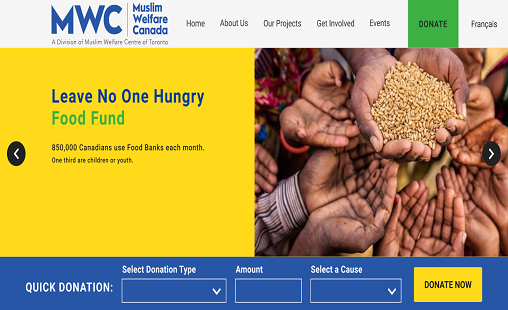 MWC
Muslim
Welfare
Canada
A Division of Muslim Welfare Centre of Toronto
Home
About Us
Our Projects
Get Involved
Events
DONATE
Français
Leave No One Hungry
Food Fund
850,000 Canadians use Food Banks each month.
One third are children or youth.
QUICK DONATION:
Select Donation Type
Amount
Select a Cause
DONATE NOW